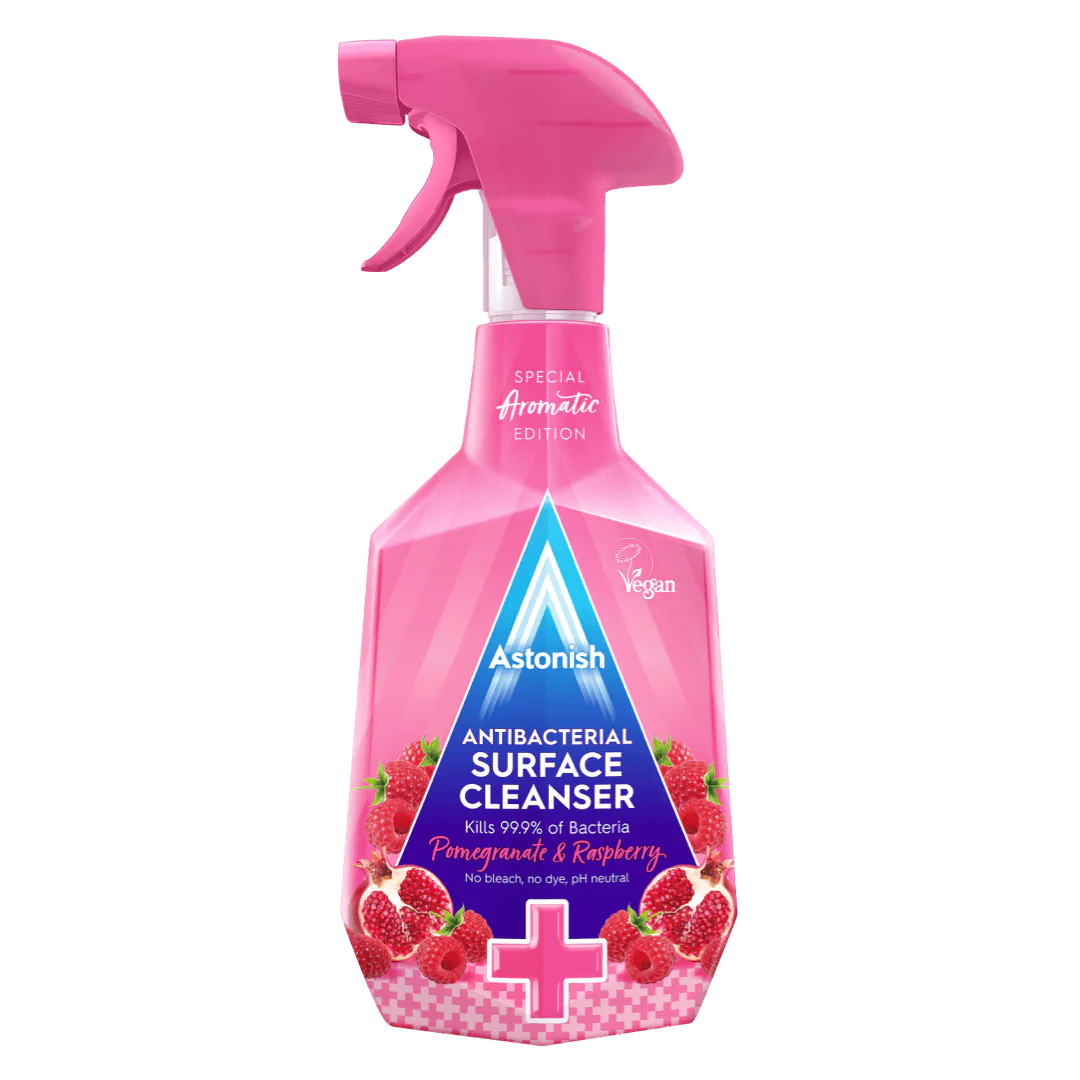 SPECIAL
Aromatic
EDITION
Vegan
Astonish
ANTIBACTERIAL
SURFACE
CLEANSER
Kills 99.9% of Bacteria
Pomegranate & Raspberry
No bleach, no dye, pH neutral